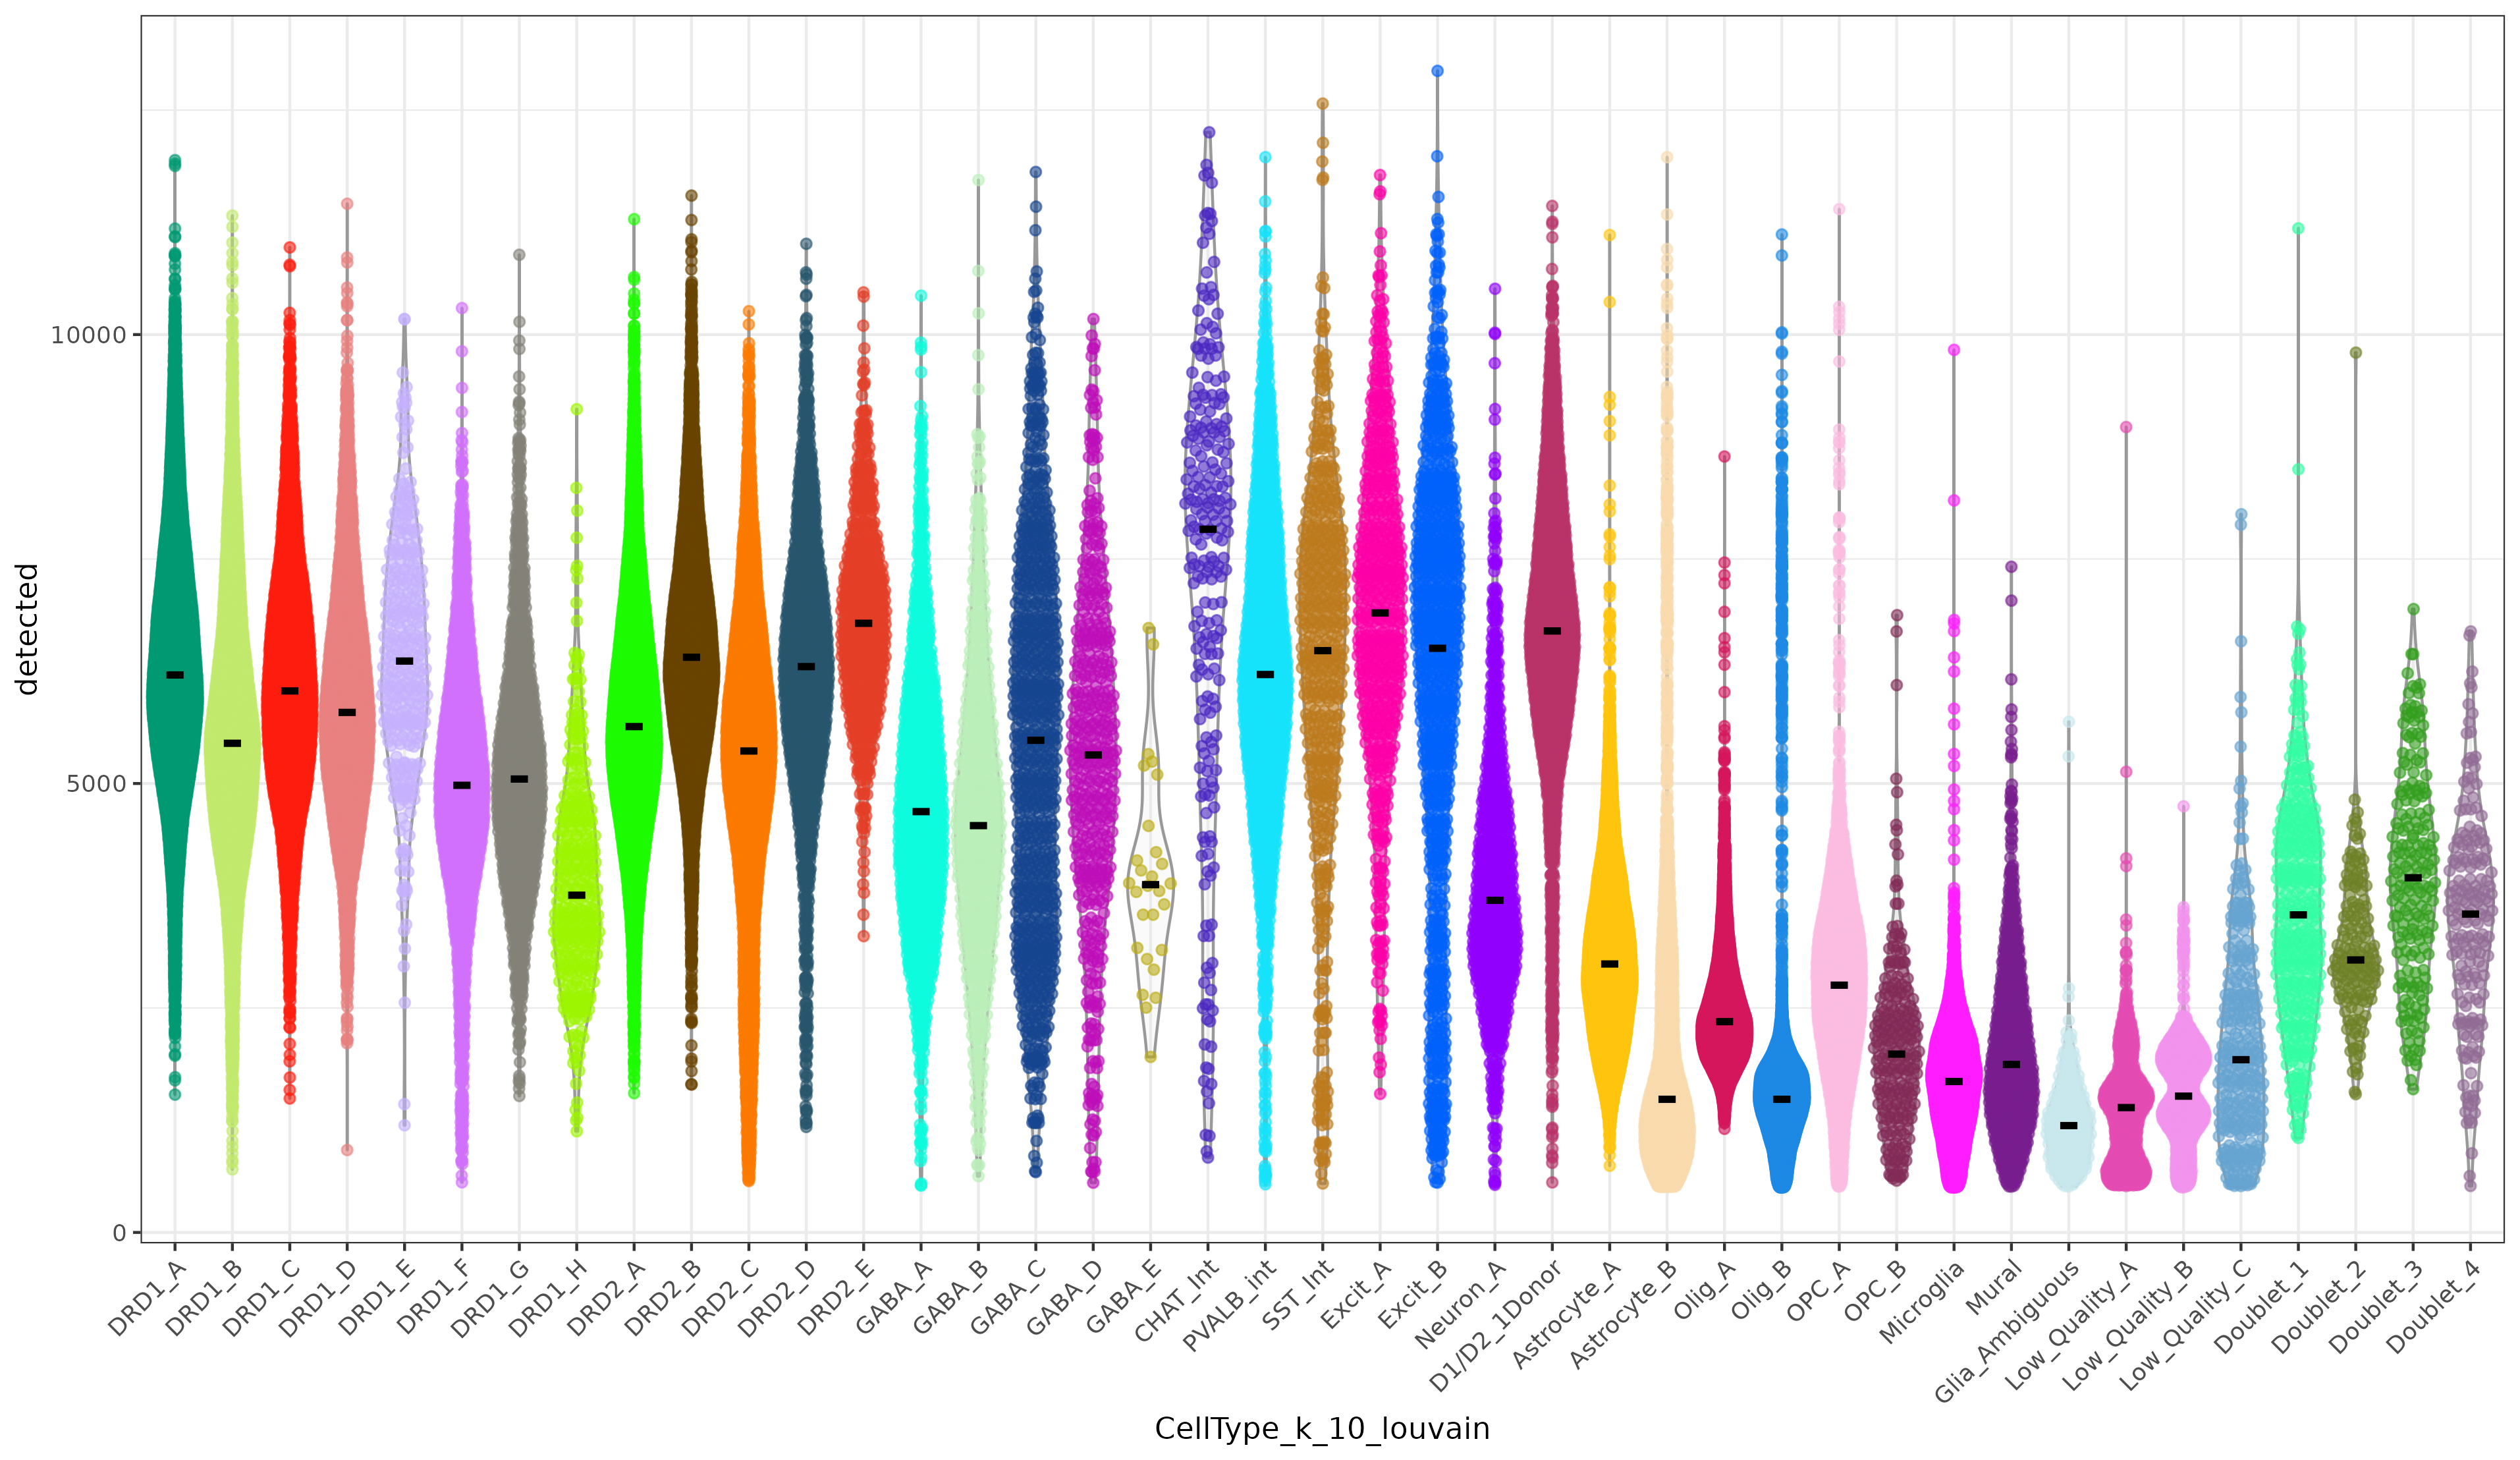 detected
10000
5000
0
DRD1_A
DRD1_B
DRD1_C
DRD1_D
DRD1_E
DRD1_F
DRD1_G
DRD1_H
DRD2_A
DRD2_B
DRD2_C
DRD2_D
DRD2_E
GABA_A
GABA_B
GABA_C
GABA_D
GABA_E
CHAT_Int
PVALB_int
SST_Int
Excit_A
Excit_B
Neuron_A
D1/D2_1Donor
Astrocyte_A
Astrocyte_B
Olig_A
Olig_B
OPC_A
OPC_B
Microglia
Mural
Glia_Ambiguous
Low_Quality_A
Low_Quality_B
Low_Quality_C
Doublet_1
Doublet_2
Doublet_3
Doublet_4
CellType_k_10_louvain